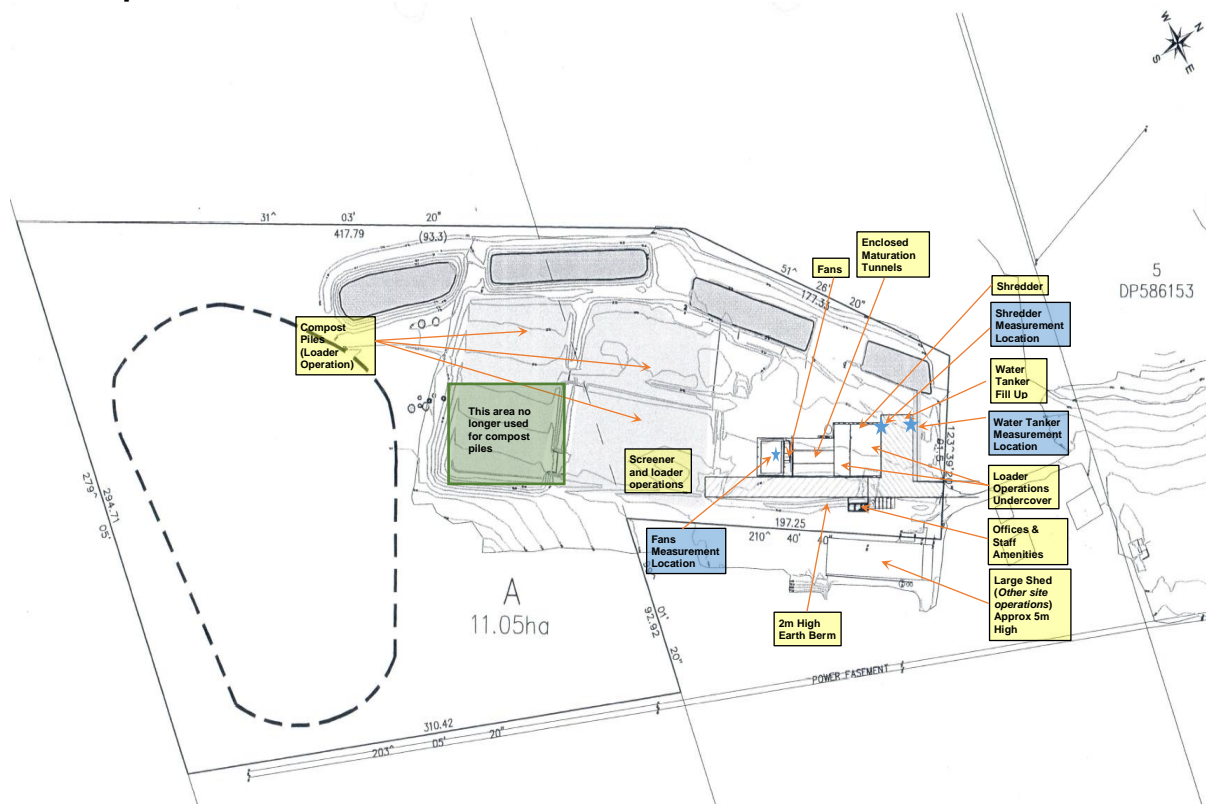 W
N
S
E
31^ 03' 20"
417.79 (93.3)
51^ 26' 20"
177.33
5
DP586153
Enclosed
Maturation
Tunnels
Fans
Shredder
Shredder
Measurement
Location
Water
Tanker
Fill Up
Water Tanker
Measurement
Location
Loader
Operations
Undercover
Offices &
Staff
Amenities
Large Shed
(Other site
operations)
Approx 5m
High
Compost
Piles
(Loader
Operation)
This area no
longer used
for compost
piles
Screener
and loader
operations
Fans
Measurement
Location
2m High
Earth Berm
123^ 39' 20"
197.25
210^ 40' 40"
279^ 05'
294.71
A
11.05ha
01' 20"
92.92
POWER EASEMENT
310.42
203^ 05' 20"